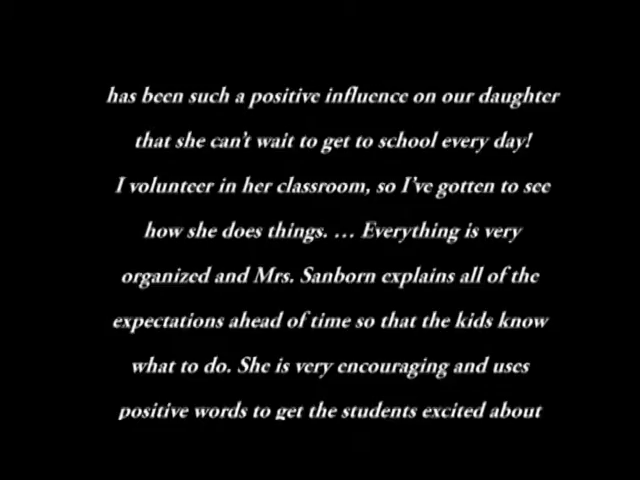 has been such a positive influence on our daughter
that she can't wait to get to school every day!
I volunteer in her classroom, so I've gotten to see
how she does things. … Everything is very
organized and Mrs. Sanborn explains all of the
expectations ahead of time so that the kids know
what to do. She is very encouraging and uses
positive words to get the students excited about